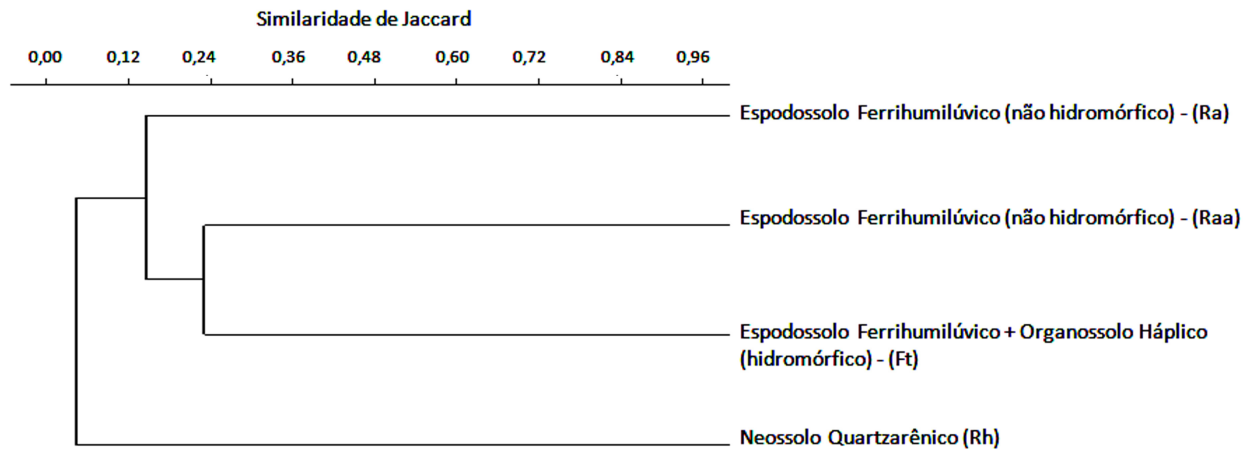 Similaridade de Jaccard
0,00 0,12 0,24 0,36 0,48 0,60 0,72 0,84 0,96
Espodossolo Ferrihumilúvico (não hidromórfico) - (Ra)
Espodossolo Ferrihumilúvico (não hidromórfico) - (Raa)
Espodossolo Ferrihumilúvico + Organossolo Háplico
(hidromórfico) - (Ft)
Neossolo Quartzarênico (Rh)